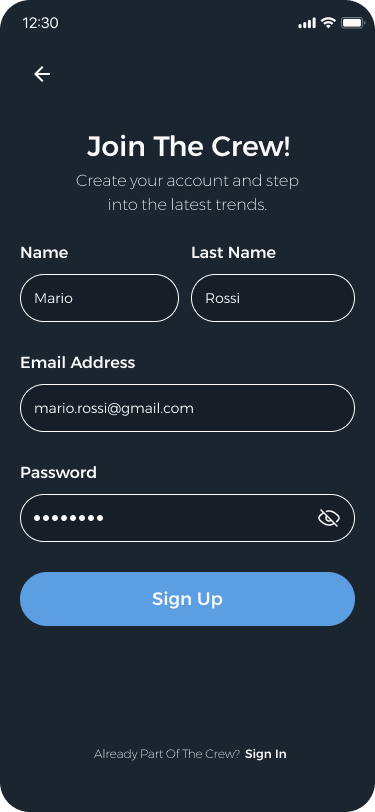 12:30
Join The Crew!
Create your account and step
into the latest trends.
Name Last Name
Mario Rossi
Email Address
mario.rossi@gmail.com
Password
Sign Up
Already Part Of The Crew? Sign In